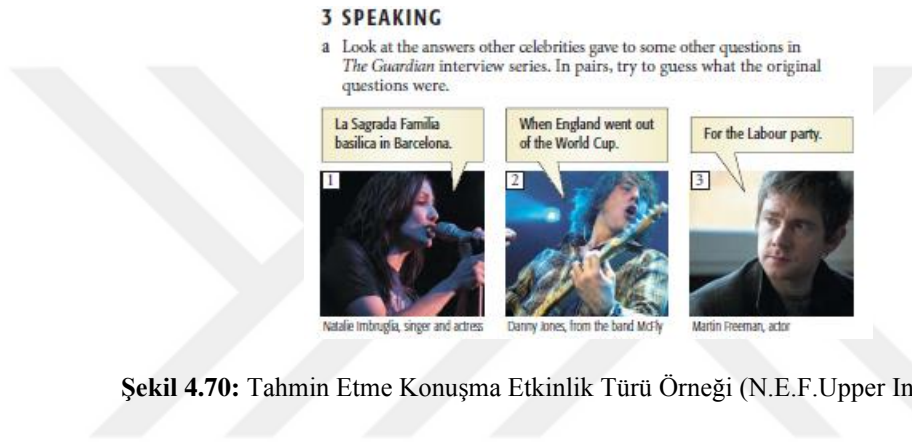 3 SPEAKING
a Look at the answers other celebrities gave to some other questions in
The Guardian interview series. In pairs, try to guess what the original
questions were.
La Sagrada Familia
basilica in Barcelona.
When England went out
of the World Cup.
For the Labour party.
1
2
3
Natalie Imbruglia, singer and actress
Danny Jones, from the band McFly
Martin Freeman, actor
Şekil 4.70: Tahmin Etme Konuşma Etkinlik Türü Örneği (N.E.F.Upper In